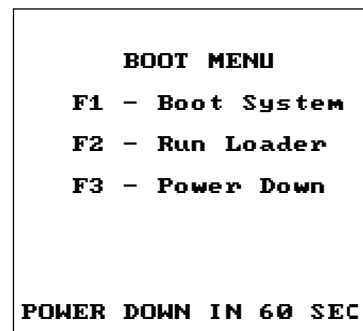 BOOT MENU
F1 - Boot System
F2 - Run Loader
F3 - Power Down
POWER DOWN IN 60 SEC